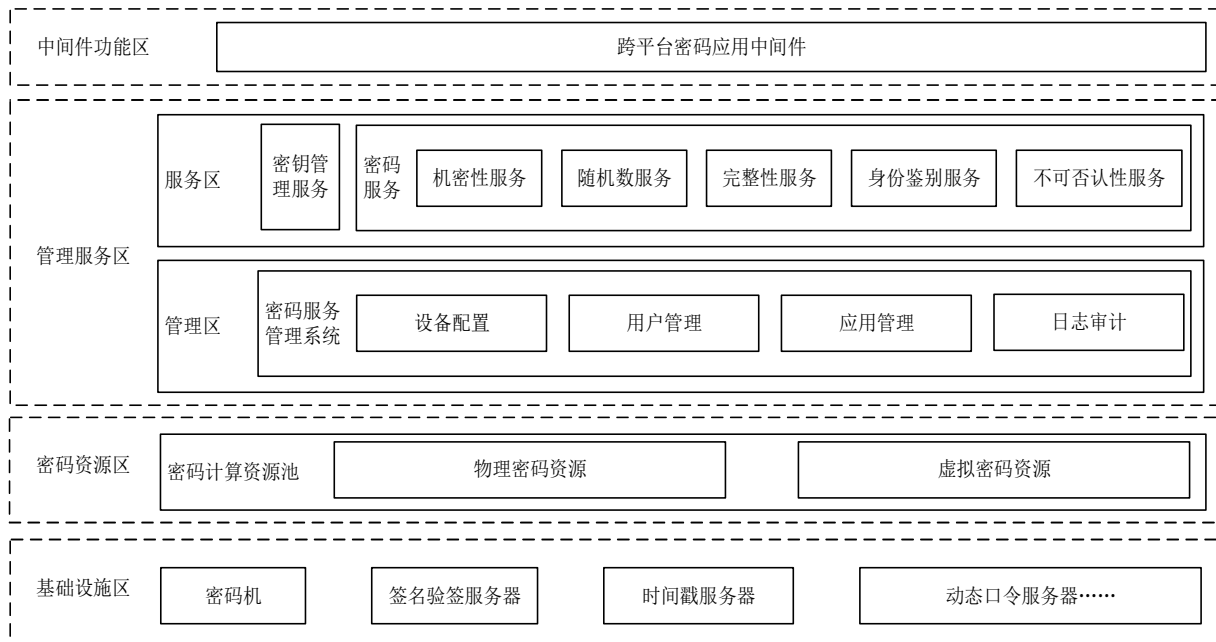 中间件功能区
跨平台密码应用中间件
管理服务区
服务区
密钥管
理服务
密码
服务
机密性服务
随机数服务
完整性服务
身份鉴别服务
不可否认性服务
管理区
密码服务
管理系统
设备配置
用户管理
应用管理
日志审计
密码资源区
密码计算资源池
物理密码资源
虚拟密码资源
基础设施区
密码机
签名验签服务器
时间戳服务器
动态口令服务器……